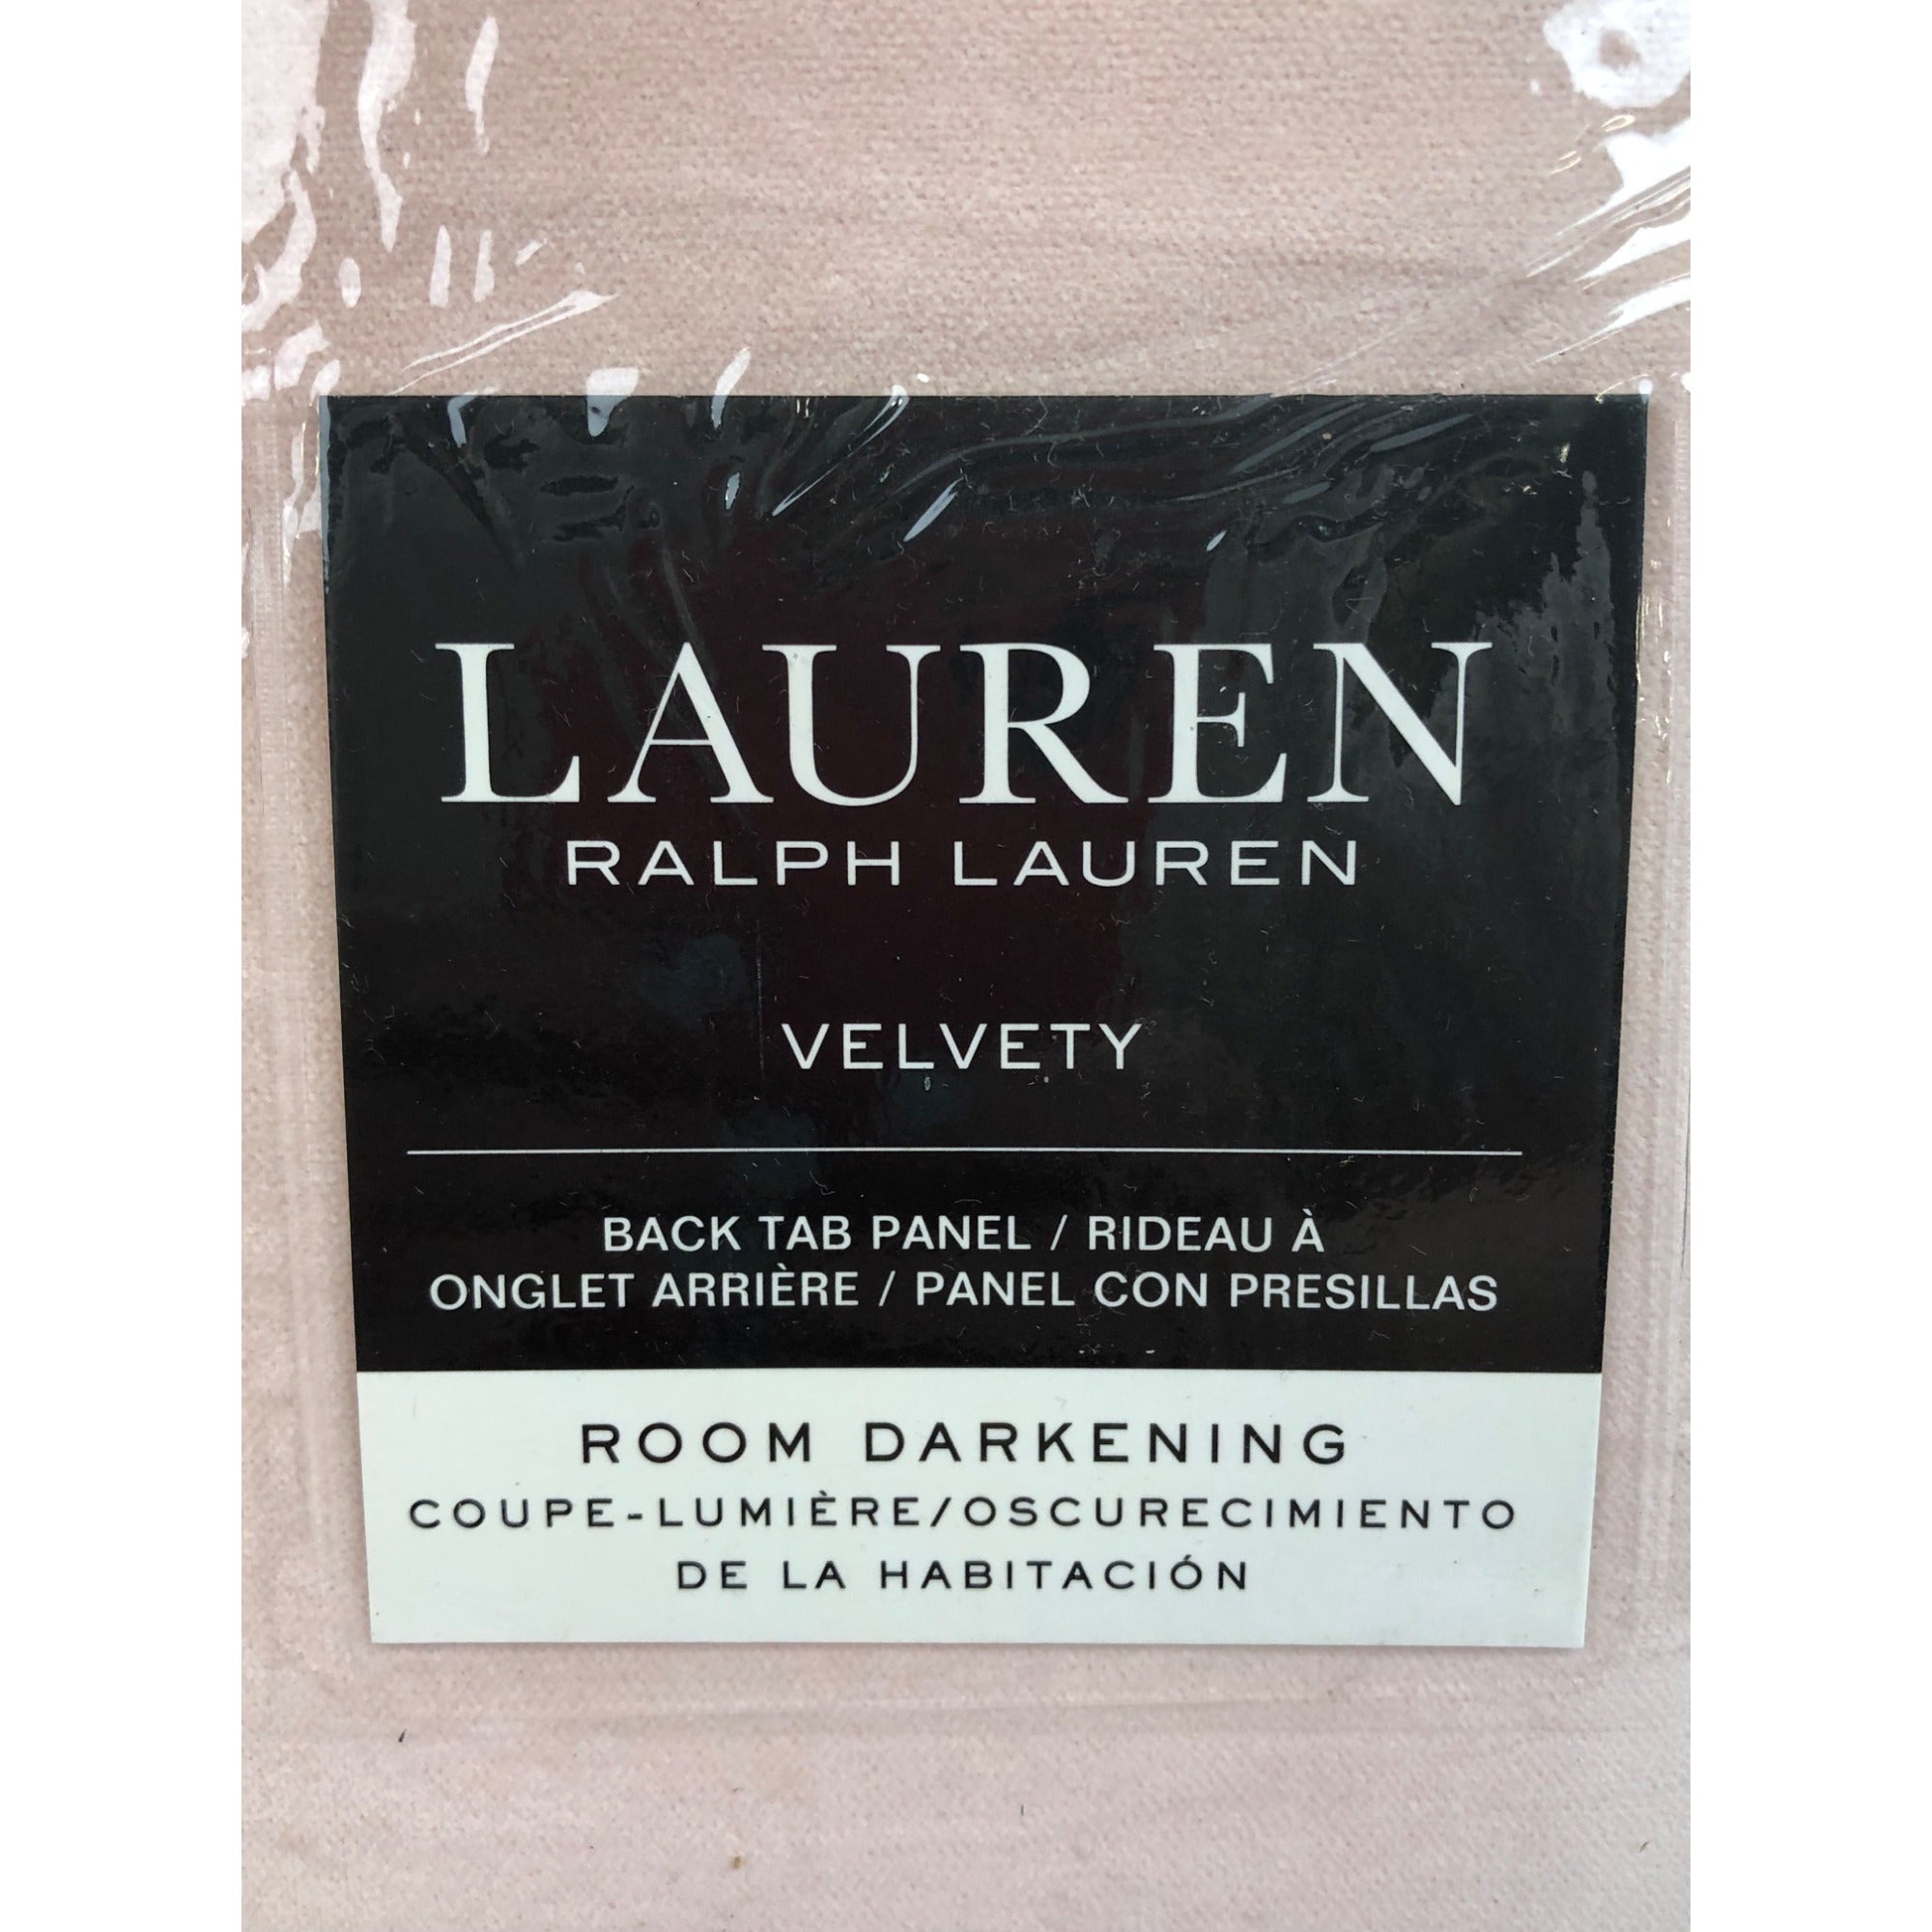 LAUREN
RALPH LAUREN
VELVETY
BACK TAB PANEL / RIDEAU À
ONGLET ARRIÈRE / PANEL CON PRESILLAS
ROOM DARKENING
COUPE-LUMIÈRE/OSCURECIMIENTO
DE LA HABITACIÓN